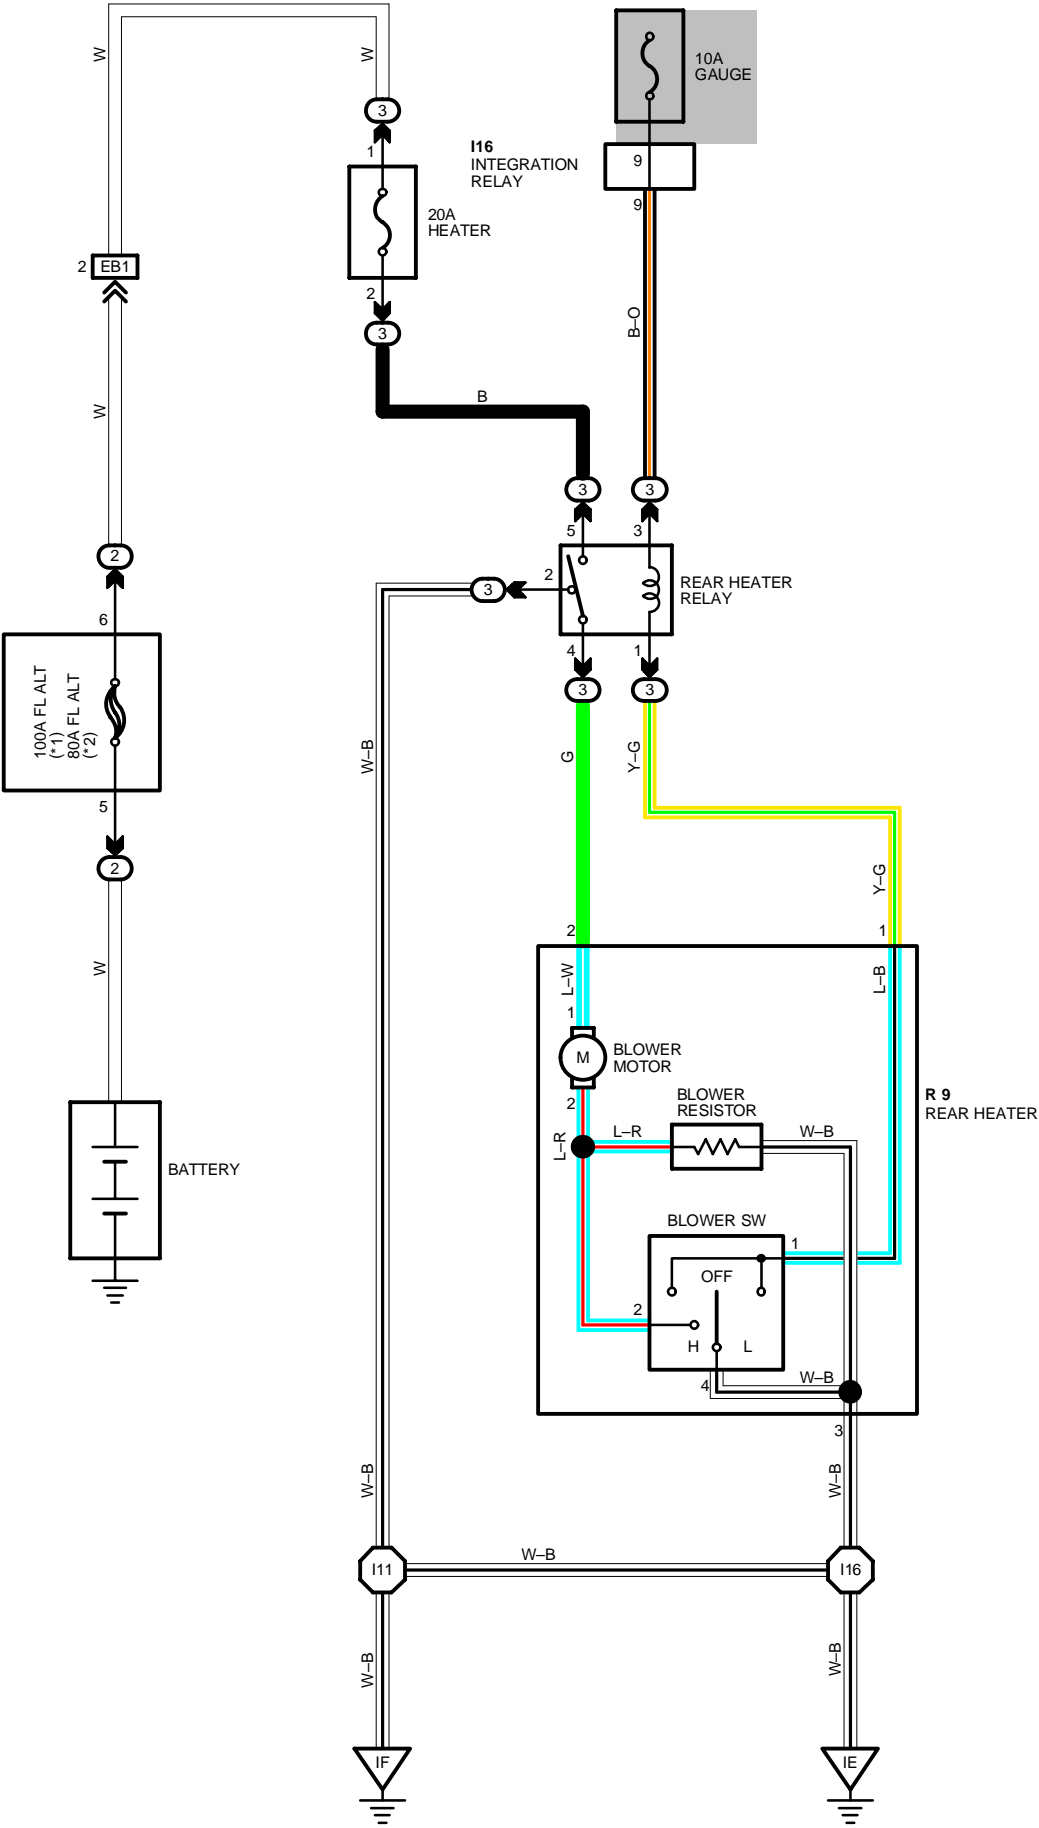 W
W
10A
GAUGE
3
1
I16
INTEGRATION
RELAY
9
9
20A
HEATER
2 EB1
2
3
B–O
W
B
3
3
5
3
2
2
3
REAR HEATER
RELAY
6
4
1
3
3
100A FL ALT
(*1)
80A FL ALT
(*2)
W–B
G
Y–G
5
2
Y–G
2
1
W
L–W
L–B
1
M
BLOWER
MOTOR
2
BLOWER
RESISTOR
R 9
REAR HEATER
L–R
L–R
W–B
BATTERY
BLOWER SW
1
OFF
2
H
L
4
W–B
3
W–B
W–B
W–B
I11
I16
W–B
W–B
IF
IE